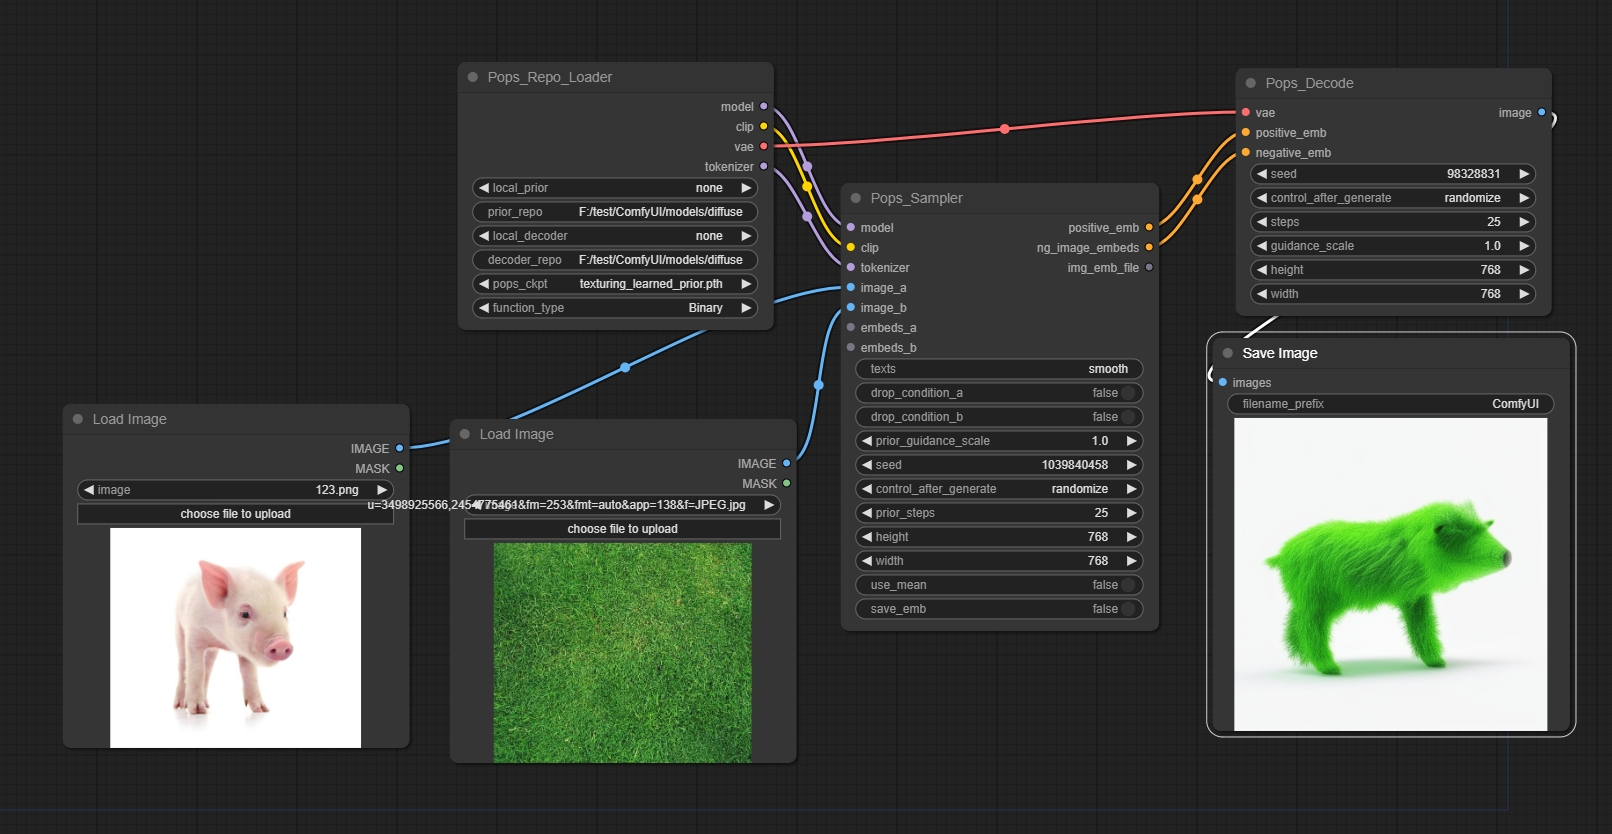 Pops_Repo_Loader
model
clip
vae
tokenizer
local_prior none
prior_repo F:/test/ComfyUI/models/diffuse
local_decoder none
decoder_repo F:/test/ComfyUI/models/diffuse
pops_ckpt texturing_learned_prior.pth
function_type Binary
Load Image
IMAGE
MASK
image 123.png
choose file to upload
Load Image
IMAGE
MASK
u=3498925566,2454775461&fm=253&fmt=auto&app=138&f=JPEG.jpg
choose file to upload
Pops_Sampler
model positive_emb
clip ng_image_embeds
tokenizer img_emb_file
image_a
image_b
embeds_a
embeds_b
texts smooth
drop_condition_a false
drop_condition_b false
prior_guidance_scale 1.0
seed 1039840458
control_after_generate randomize
prior_steps 25
height 768
width 768
use_mean false
save_emb false
Pops_Decode
vae image
positive_emb
negative_emb
seed 98328831
control_after_generate randomize
steps 25
guidance_scale 1.0
height 768
width 768
Save Image
images
filename_prefix ComfyUI